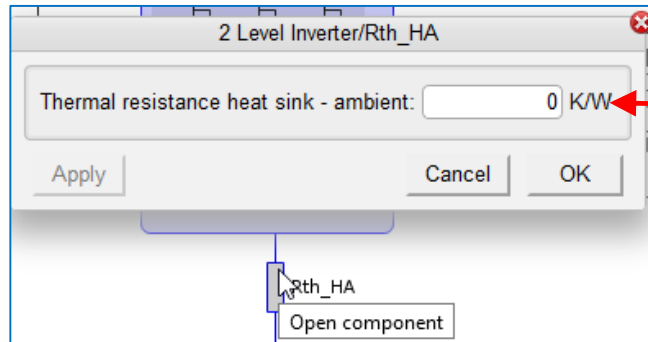 2 Level Inverter/Rth_HA
Thermal resistance heat sink - ambient: 0 K/W
Apply Cancel OK
Rth_HA
Open component